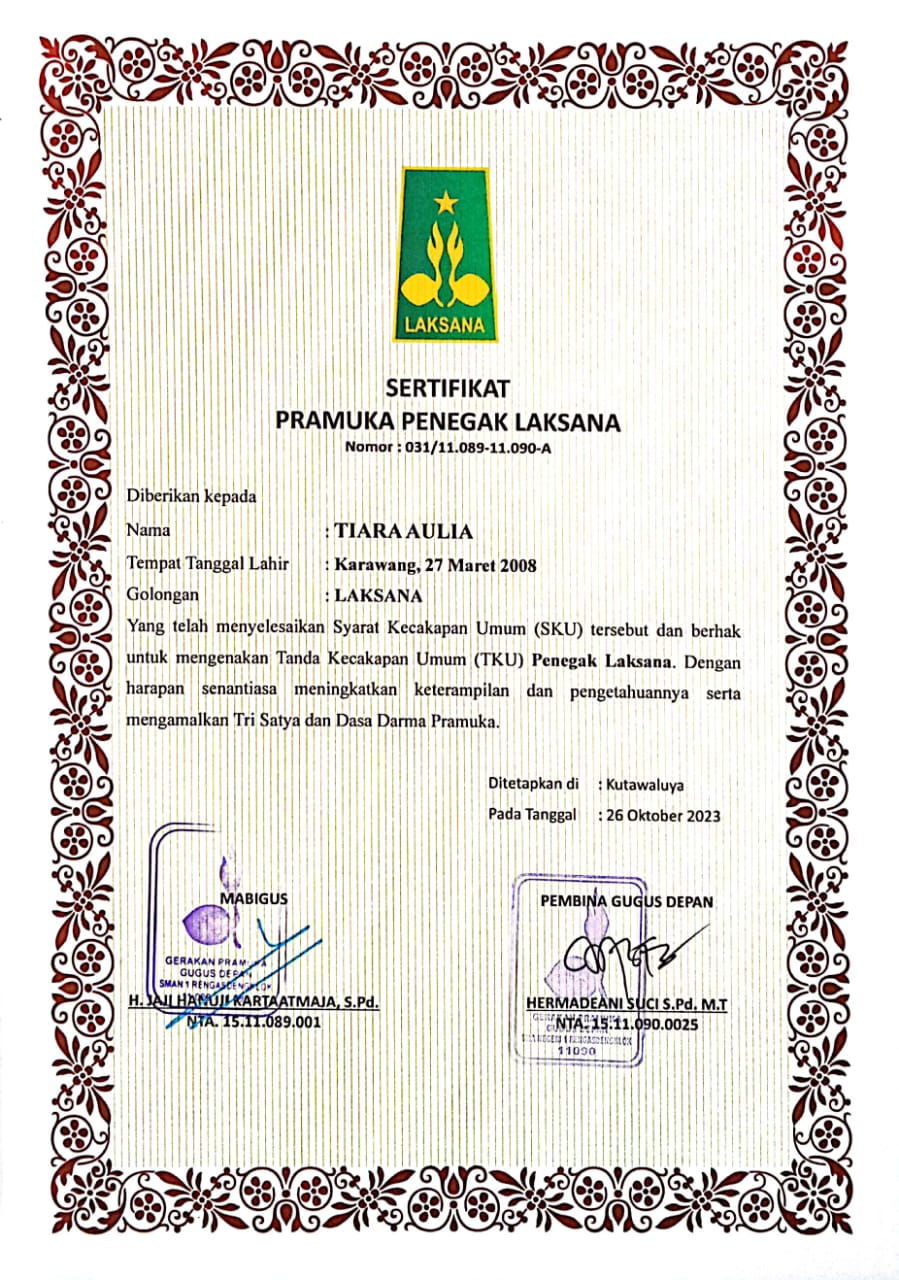 LAKSANA
SERTIFIKAT
PRAMUKA PENEGAK LAKSANA
Nomor : 031/11.089-11.090-A
Diberikan kepada
Nama : TIARA AULIA
Tempat Tanggal Lahir : Karawang, 27 Maret 2008
Golongan : LAKSANA
Yang telah menyelesaikan Syarat Kecakapan Umum (SKU) tersebut dan berhak
untuk mengenakan Tanda Kecakapan Umum (TKU) Penegak Laksana. Dengan
harapan senantiasa meningkatkan keterampilan dan pengetahuannya serta
mengamalkan Tri Satya dan Dasa Darma Pramuka.
Ditetapkan di : Kutawaluya
Pada Tanggal : 26 Oktober 2023
MABIGUS
GERAKAN PRAMUKA
GUGUS DEPAN
SMAN 1 RENGASDENGKLOK
H. JAJI HANUJI KARTAATMAJA, S.Pd.
NTA. 15.11.089.001
PEMBINA GUGUS DEPAN
HERMADEANI SUCI S.Pd. M.T
NTA. 15.11.090.0025
GUGUS DEPAN
11090